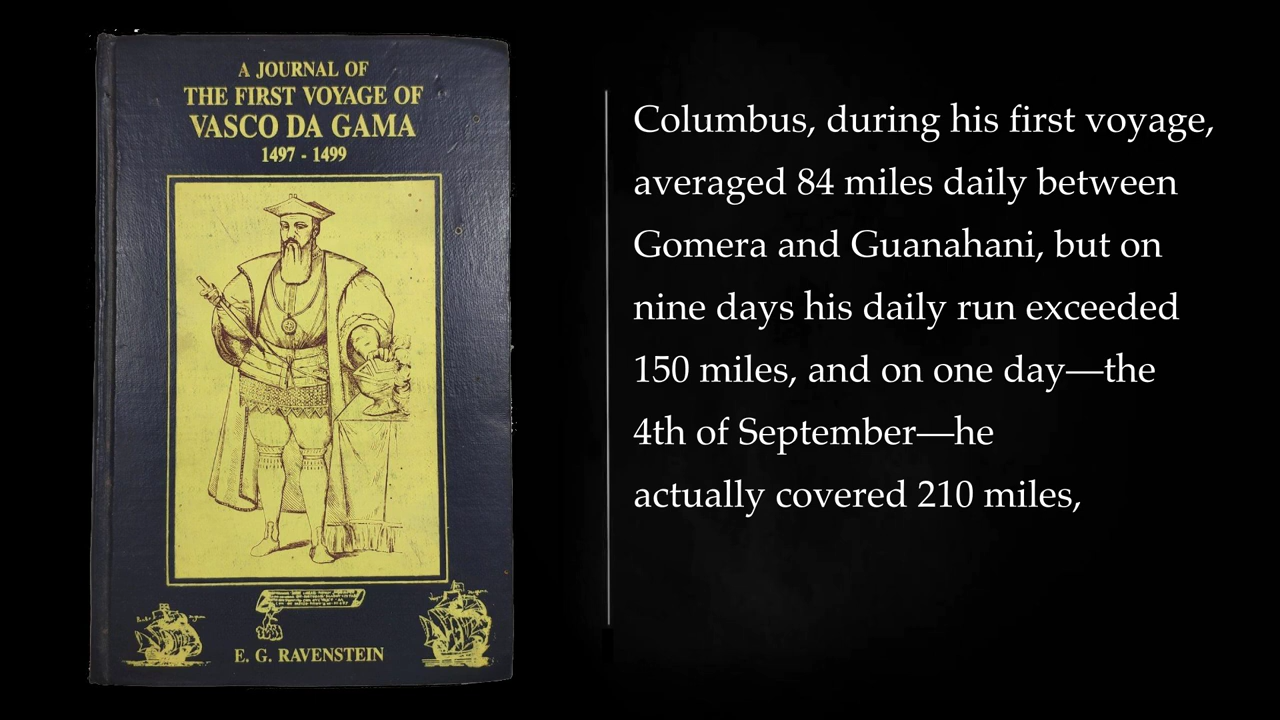 A JOURNAL OF
THE FIRST VOYAGE OF
VASCO DA GAMA
1497 - 1499
E. G. RAVENSTEIN
Columbus, during his first voyage,
averaged 84 miles daily between
Gomera and Guanahani, but on
nine days his daily run exceeded
150 miles, and on one day—the
4th of September—he
actually covered 210 miles,